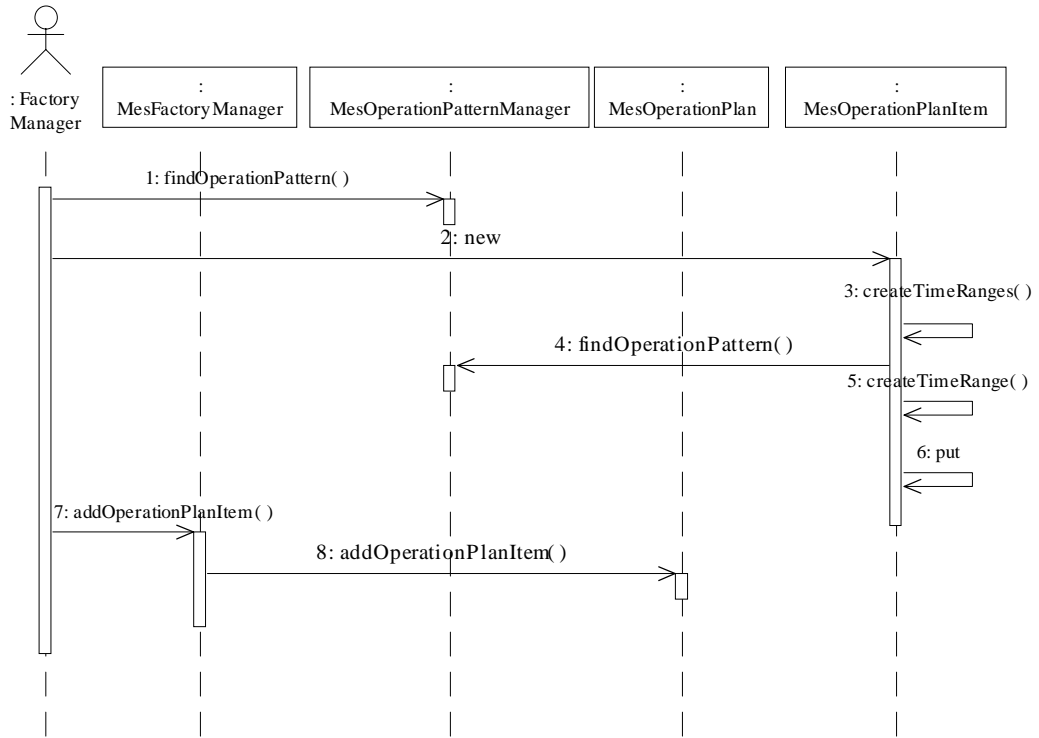 : Factory
Manager
:
MesFactoryManager
:
MesOperationPatternManager
:
MesOperationPlan
:
MesOperationPlanItem
1: findOperationPattern( )
2: new
3: createTimeRanges( )
4: findOperationPattern( )
5: createTimeRange( )
6: put
7: addOperationPlanItem( )
8: addOperationPlanItem( )